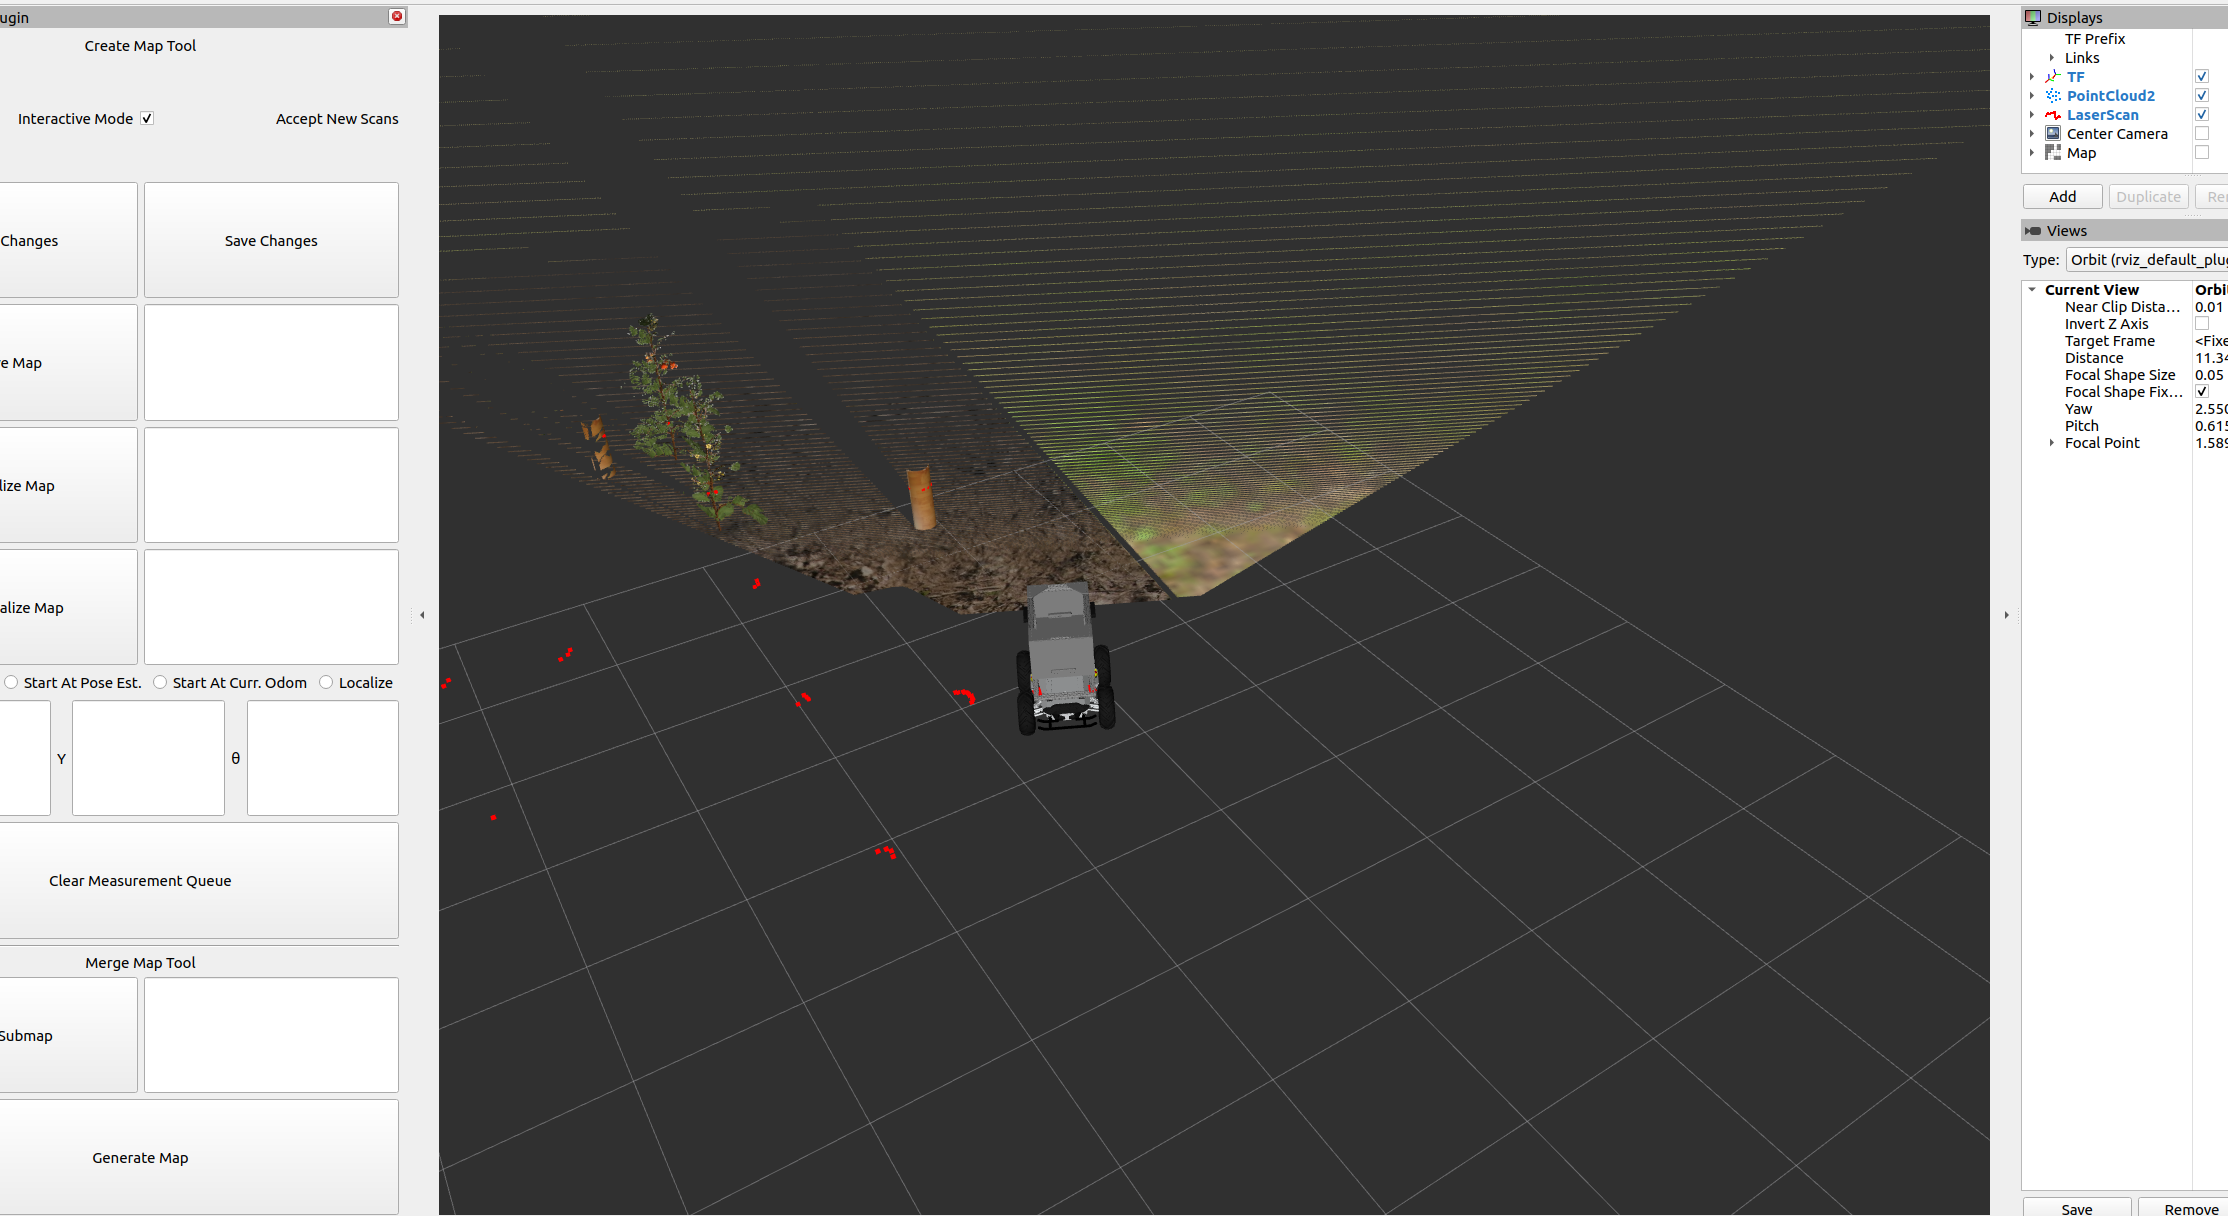 ugin
Create Map Tool
Interactive Mode
Accept New Scans
Changes
Save Changes
e Map
lize Map
alize Map
Start At Pose Est.
Start At Curr. Odom
Localize
Y
θ
Clear Measurement Queue
Merge Map Tool
Submap
Generate Map
Displays
TF Prefix
Links
TF
PointCloud2
LaserScan
Center Camera
Map
Add
Duplicate
Re
Views
Type: Orbit (rviz_default_plug
Current View Orbi
Near Clip Dista... 0.01
Invert Z Axis
Target Frame <Fixe
Distance 11.34
Focal Shape Size 0.05
Focal Shape Fix...
Yaw 2.550
Pitch 0.615
Focal Point 1.589
Save
Remove